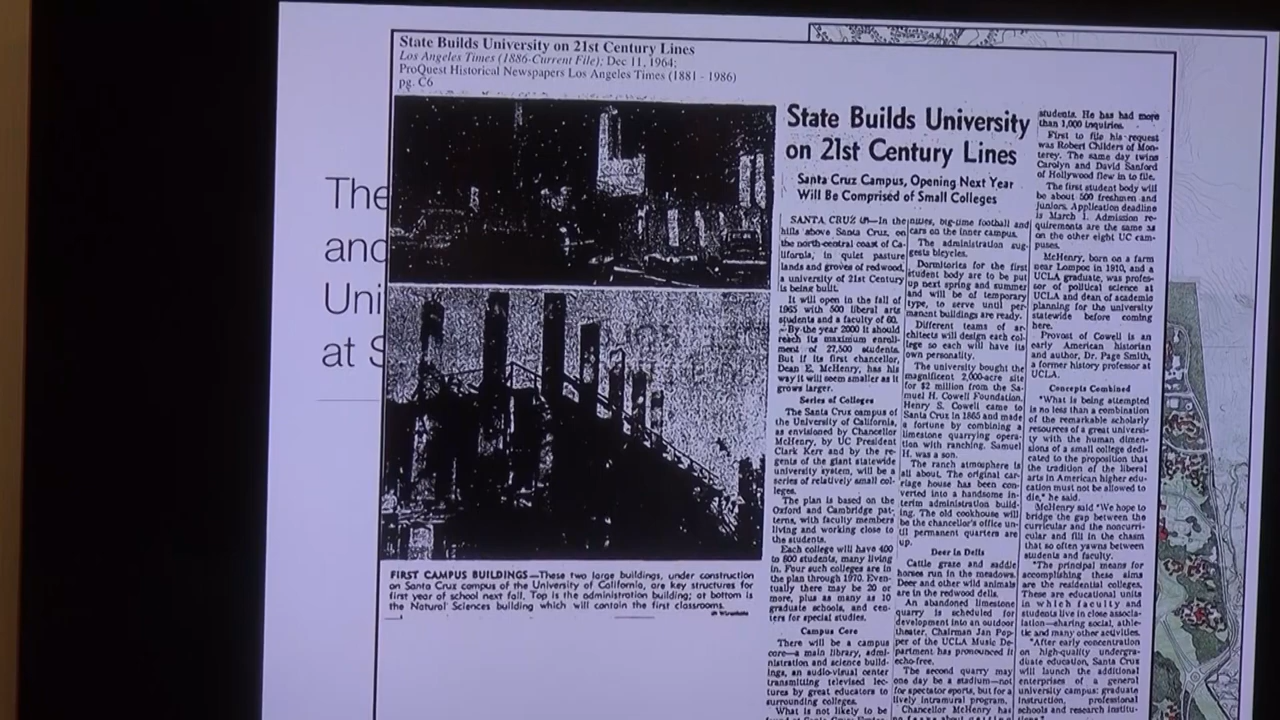 State Builds University on 21st Century Lines
Los Angeles Times (1886-Current File); Dec 11, 1964;
ProQuest Historical Newspapers Los Angeles Times (1881 - 1986)
pg. C6
The
and
Uni
at S
FIRST CAMPUS BUILDINGS—These two large buildings, under construction
on Santa Cruz campus of the University of California, are key structures for
first year of school next fall. Top is the administration building; at bottom is
the Natural Sciences building which will contain the first classrooms.
State Builds University
on 21st Century Lines
Santa Cruz Campus, Opening Next Year
Will Be Comprised of Small Colleges
SANTA CRUZ —In the
hills above Santa Cruz, on
the north-central coast of Ca-
lifornia, in quiet pasture
lands and groves of redwood,
a university of 21st Century
is being built.
It will open in the fall of
1965 with 500 liberal arts
students and a faculty of 60.
By the year 2000 it should
reach its maximum enroll-
ment of 27,500 students.
But if its first chancellor,
Dean E. McHenry, has his
way it will seem smaller as it
grows larger.
Series of Colleges
The Santa Cruz campus of
the University of California,
as envisioned by Chancellor
McHenry, by UC President
Clark Kerr and by the re-
gents of the giant statewide
university system, will be a
series of relatively small col-
leges.
The plan is based on the
Oxford and Cambridge pat-
terns, with faculty members
living and working close to
the students.
Each college will have 400
to 600 students, many living
in. Four such colleges are in
the plan through 1970. Even-
tually there may be 20 or
more, plus as many as 10
graduate schools, and cen-
ters for special studies.
Campus Core
There will be a campus
core—a main library, admi-
nistration and science build-
ings, an audio-visual center
transmitting televised lec-
tures by great educators to
surrounding colleges.
What is not likely to be
big-time football and
cars on the inner campus.
The administration sug-
gests bicycles.
Dormitories for the first
student body are to be put
up next spring and summer
and will be of temporary
type, to serve until per-
manent buildings are ready.
Different teams of ar-
chitects will design each col-
lege so each will have its
own personality.
The university bought the
magnificent 2,000-acre site
for $2 million from the Sa-
muel H. Cowell Foundation.
Henry S. Cowell came to
Santa Cruz in 1865 and made
a fortune by combining a
limestone quarrying opera-
tion with ranching. Samuel
H. was a son.
The ranch atmosphere is
all about. The original car-
riage house has been con-
verted into a handsome in-
terim administration build-
ing. The old cookhouse will
be the chancellor's office un-
til permanent quarters are
up.
Deer in Dells
Cattle graze and saddle
horses run in the meadows.
Deer and other wild animals
are in the redwood dells.
An abandoned limestone
quarry is scheduled for
development into an outdoor
theater. Chairman Jan Pop-
per of the UCLA Music De-
partment has pronounced it
echo-free.
The second quarry may
one day be a stadium—not
for spectator sports, but for a
lively intramural program.
Chancellor McHenry has
students. He has had more
than 1,000 inquiries.
First to file his request
was Robert Childers of Mon-
terey. The same day twins
Carolyn and David Sanford
of Hollywood flew in to file.
The first student body will
be about 500 freshmen and
juniors. Application deadline
is March 1. Admission re-
quirements are the same as
on the other eight UC cam-
puses.
McHenry, born on a farm
near Lompoc in 1910, and a
UCLA graduate, was profes-
sor of political science at
UCLA and dean of academic
planning for the university
statewide before coming
here.
Provost of Cowell is an
early American historian
and author, Dr. Page Smith,
a former history professor at
UCLA.
Concepts Combined
"What is being attempted
is no less than a combination
of the remarkable scholarly
resources of a great universi-
ty with the human dimen-
sions of a small college dedi-
cated to the proposition that
the tradition of the liberal
arts in American higher edu-
cation must not be allowed to
die," he said.
McHenry said "We hope to
bridge the gap between the
curricular and the noncurri-
cular and fill in the chasm
that so often yawns between
students and faculty.
"The principal means for
accomplishing these aims
are the residential colleges.
These are educational units
in which faculty and
students live in close associa-
tion—sharing social, athle-
tic and many other activities.
"After early concentration
on high-quality undergra-
duate education, Santa Cruz
will launch the additional
enterprises of a general
university campus: graduate
instruction, professional
schools and research institu-